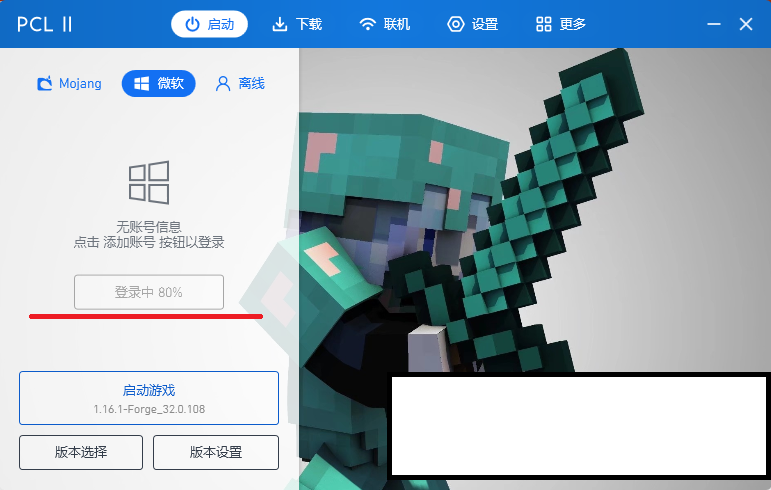 PCL II
启动
下载
联机
设置
更多
Mojang
微软
离线
无账号信息
点击 添加账号 按钮以登录
登录中 80%
启动游戏
1.16.1-Forge_32.0.108
版本选择
版本设置